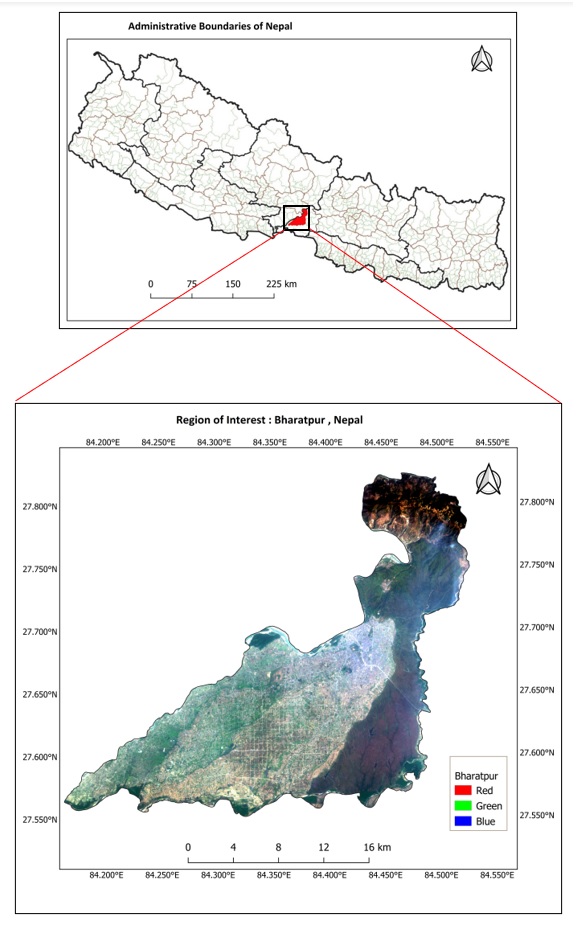 Administrative Boundaries of Nepal
0 75 150 225 km
Region of Interest : Bharatpur , Nepal
84.200°E 84.250°E 84.300°E 84.350°E 84.400°E 84.450°E 84.500°E 84.550°E
27.800°N 27.800°N
27.750°N 27.750°N
27.700°N 27.700°N
27.650°N 27.650°N
27.600°N 27.600°N
Bharatpur
Red
Green
Blue
27.550°N 27.550°N
0 4 8 12 16 km
84.200°E 84.250°E 84.300°E 84.350°E 84.400°E 84.450°E 84.500°E 84.550°E